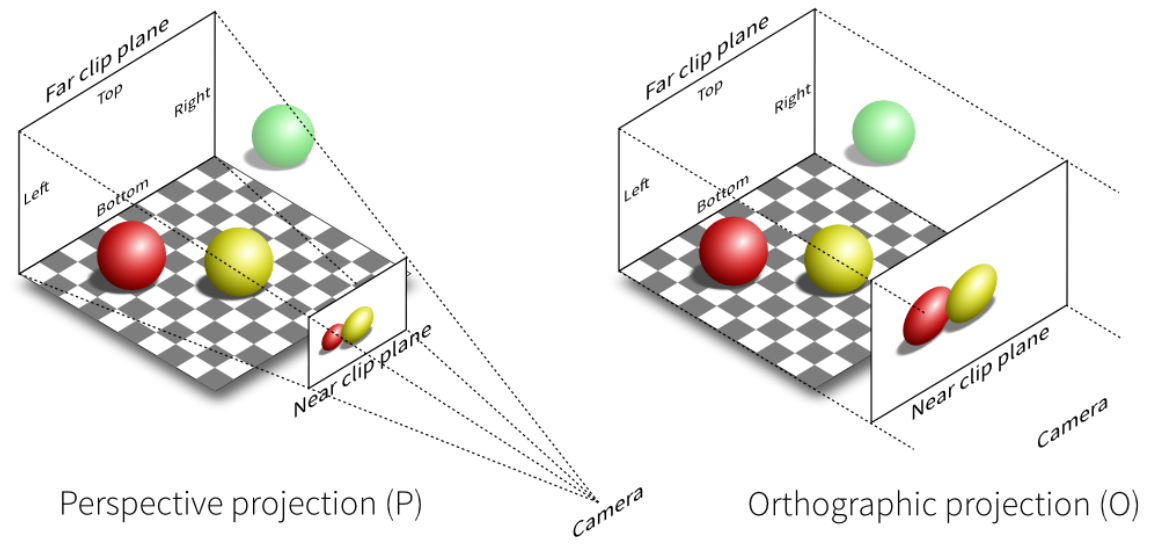 Far clip plane
Top
Right
Left
Bottom
Near clip plane
Camera
Perspective projection (P)
Far clip plane
Top
Right
Left
Bottom
Near clip plane
Camera
Orthographic projection (O)